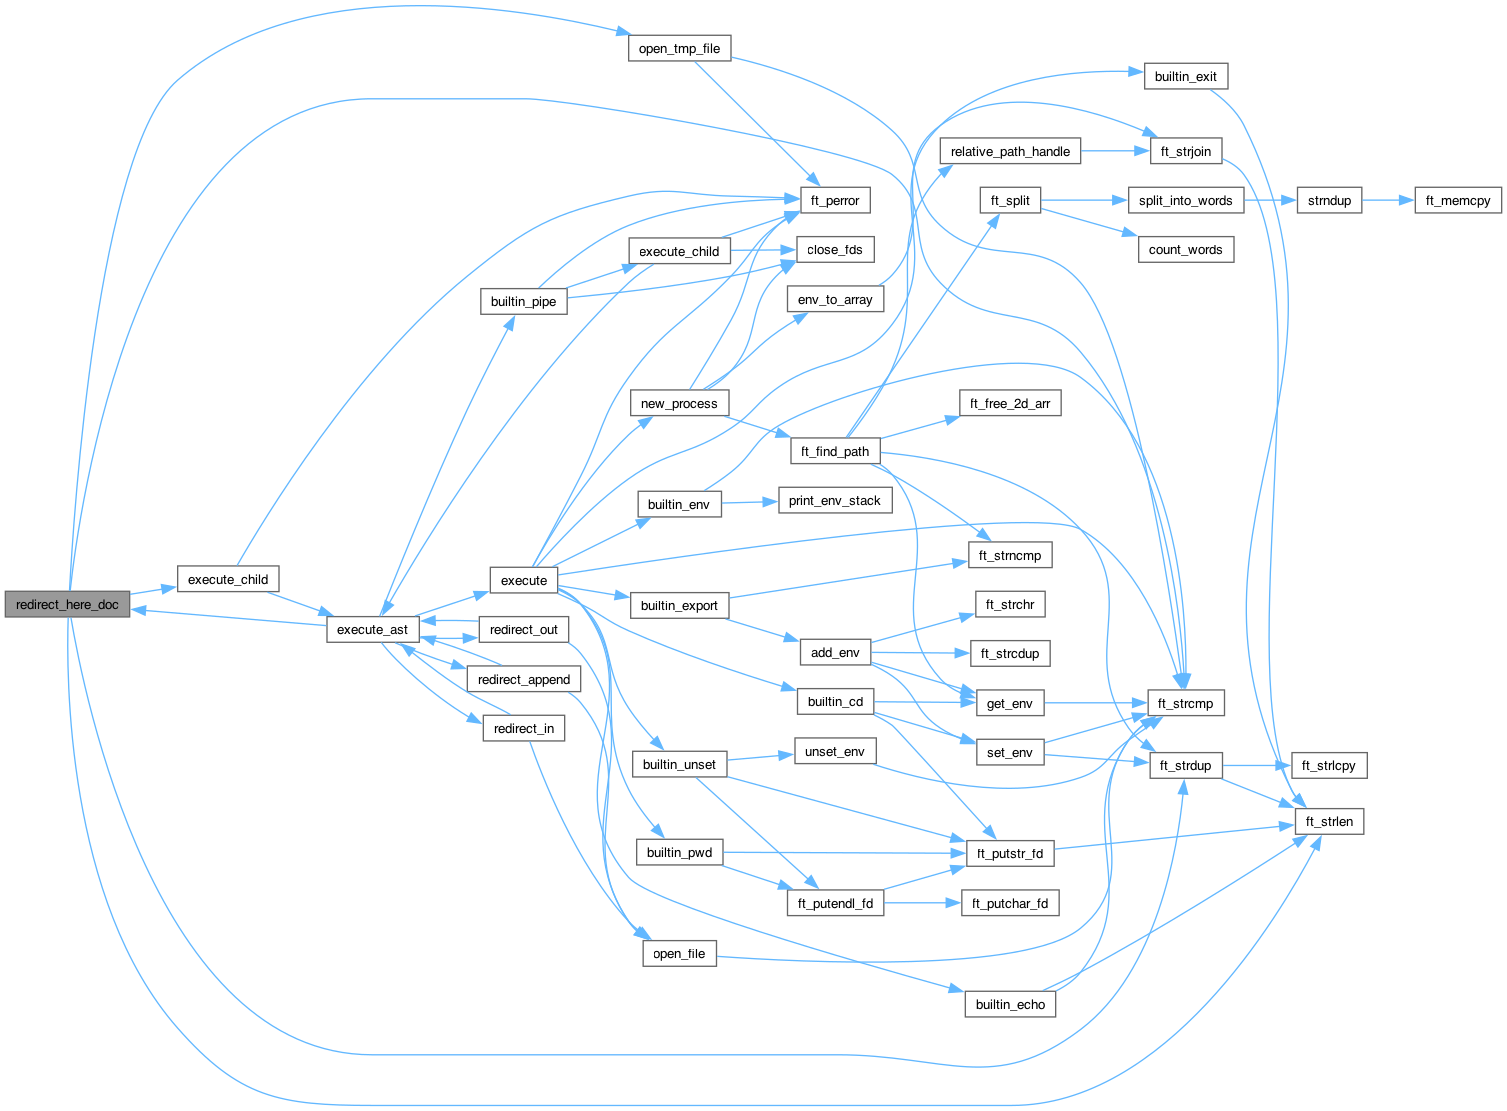 open_tmp_file
builtin_exit
relative_path_handle
ft_strjoin
ft_perror
ft_split
split_into_words
strndup
ft_memcpy
execute_child
close_fds
count_words
builtin_pipe
env_to_array
new_process
ft_free_2d_arr
ft_find_path
builtin_env
print_env_stack
ft_strncmp
execute_child
execute
redirect_here_doc
builtin_export
ft_strchr
execute_ast
redirect_out
add_env
ft_strcdup
redirect_append
builtin_cd
get_env
ft_strcmp
redirect_in
unset_env
set_env
builtin_unset
ft_strdup
ft_strlcpy
ft_strlen
builtin_pwd
ft_putstr_fd
ft_putendl_fd
ft_putchar_fd
open_file
builtin_echo